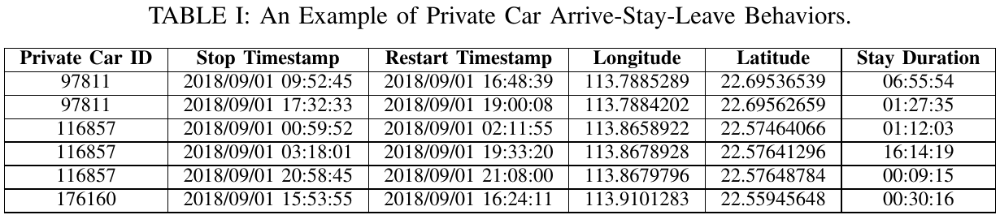 TABLE I: An Example of Private Car Arrive-Stay-Leave Behaviors.
Private Car ID Stop Timestamp Restart Timestamp Longitude Latitude Stay Duration
97811 2018/09/01 09:52:45 2018/09/01 16:48:39 113.7885289 22.69536539 06:55:54
97811 2018/09/01 17:32:33 2018/09/01 19:00:08 113.7884202 22.69562659 01:27:35
116857 2018/09/01 00:59:52 2018/09/01 02:11:55 113.8658922 22.57464066 01:12:03
116857 2018/09/01 03:18:01 2018/09/01 19:33:20 113.8678928 22.57641296 16:14:19
116857 2018/09/01 20:58:45 2018/09/01 21:08:00 113.8679796 22.57648784 00:09:15
176160 2018/09/01 15:53:55 2018/09/01 16:24:11 113.9101283 22.55945648 00:30:16